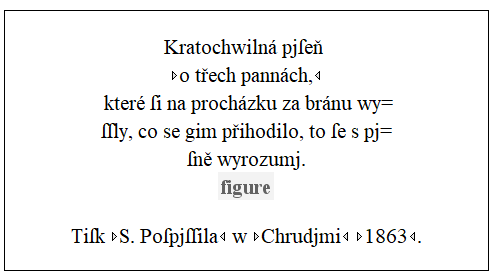 Kratochwilná pjſeň
▹o třech pannách,◃
které ſi na procházku za bránu wy=
ſſly, co se gim přihodilo, to ſe s pj=
ſně wyrozumj.
figure
Tiſk ▹S. Poſpjſſila◃ w ▹Chrudjmi◃ ▹1863◃.